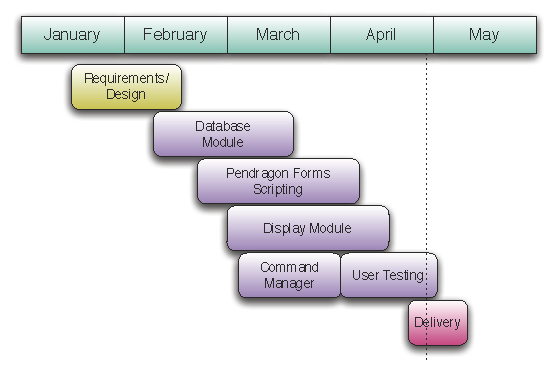 January February March April May
Requirements/
Design
Database
Module
Pendragon Forms
Scripting
Display Module
Command
Manager
User Testing
Delivery